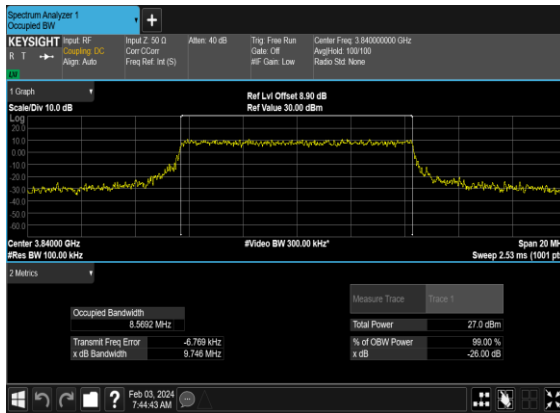 Spectrum Analyzer 1
Occupied BW
KEYSIGHT
R T
LXI
Input: RF
Coupling: DC
Align: Auto
Input Z: 50 Ω
Corr CCorr
Freq Ref: Int (S)
Atten: 40 dB
Trig: Free Run
Gate: Off
#IF Gain: Low
Center Freq: 3.840000000 GHz
Avg|Hold: 100/100
Radio Std: None
1 Graph
Scale/Div 10.0 dB
Ref Lvl Offset 8.90 dB
Ref Value 30.00 dBm
Log
20.0
10.0
0.00
-10.0
-20.0
-30.0
-40.0
-50.0
-60.0
Center 3.84000 GHz
#Res BW 100.00 kHz
#Video BW 300.00 kHz*
Span 20 MH
Sweep 2.53 ms (1001 pt
2 Metrics
Measure Trace
Trace 1
Occupied Bandwidth
8.5692 MHz
Total Power
27.0 dBm
Transmit Freq Error
-6.769 kHz
% of OBW Power
99.00 %
x dB Bandwidth
9.746 MHz
x dB
-26.00 dB
Feb 03, 2024
7:44:43 AM